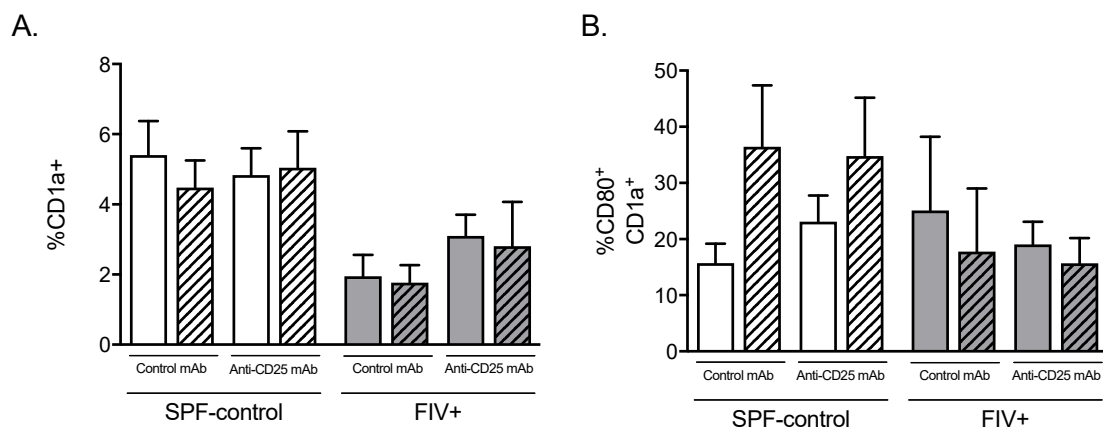 A.
8
6
4
2
0
%CD1a+
Control mAb Anti-CD25 mAb Control mAb Anti-CD25 mAb
SPF-control FIV+
B.
50
40
30
20
10
0
%CD80⁺
CD1a⁺
Control mAb Anti-CD25 mAb Control mAb Anti-CD25 mAb
SPF-control FIV+